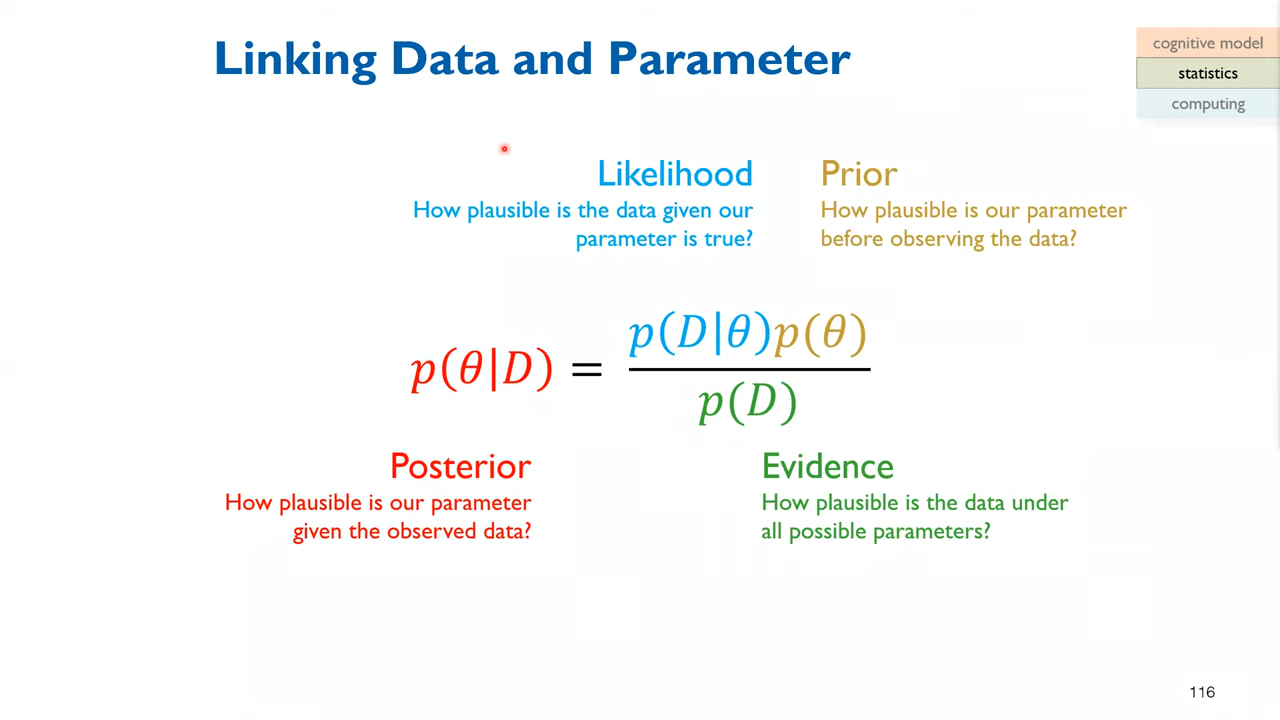 Linking Data and Parameter
cognitive model
statistics
computing
Likelihood
How plausible is the data given our
parameter is true?
Prior
How plausible is our parameter
before observing the data?
p(θ|D) = p(D|θ)p(θ)
p(D)
Posterior
How plausible is our parameter
given the observed data?
Evidence
How plausible is the data under
all possible parameters?
116